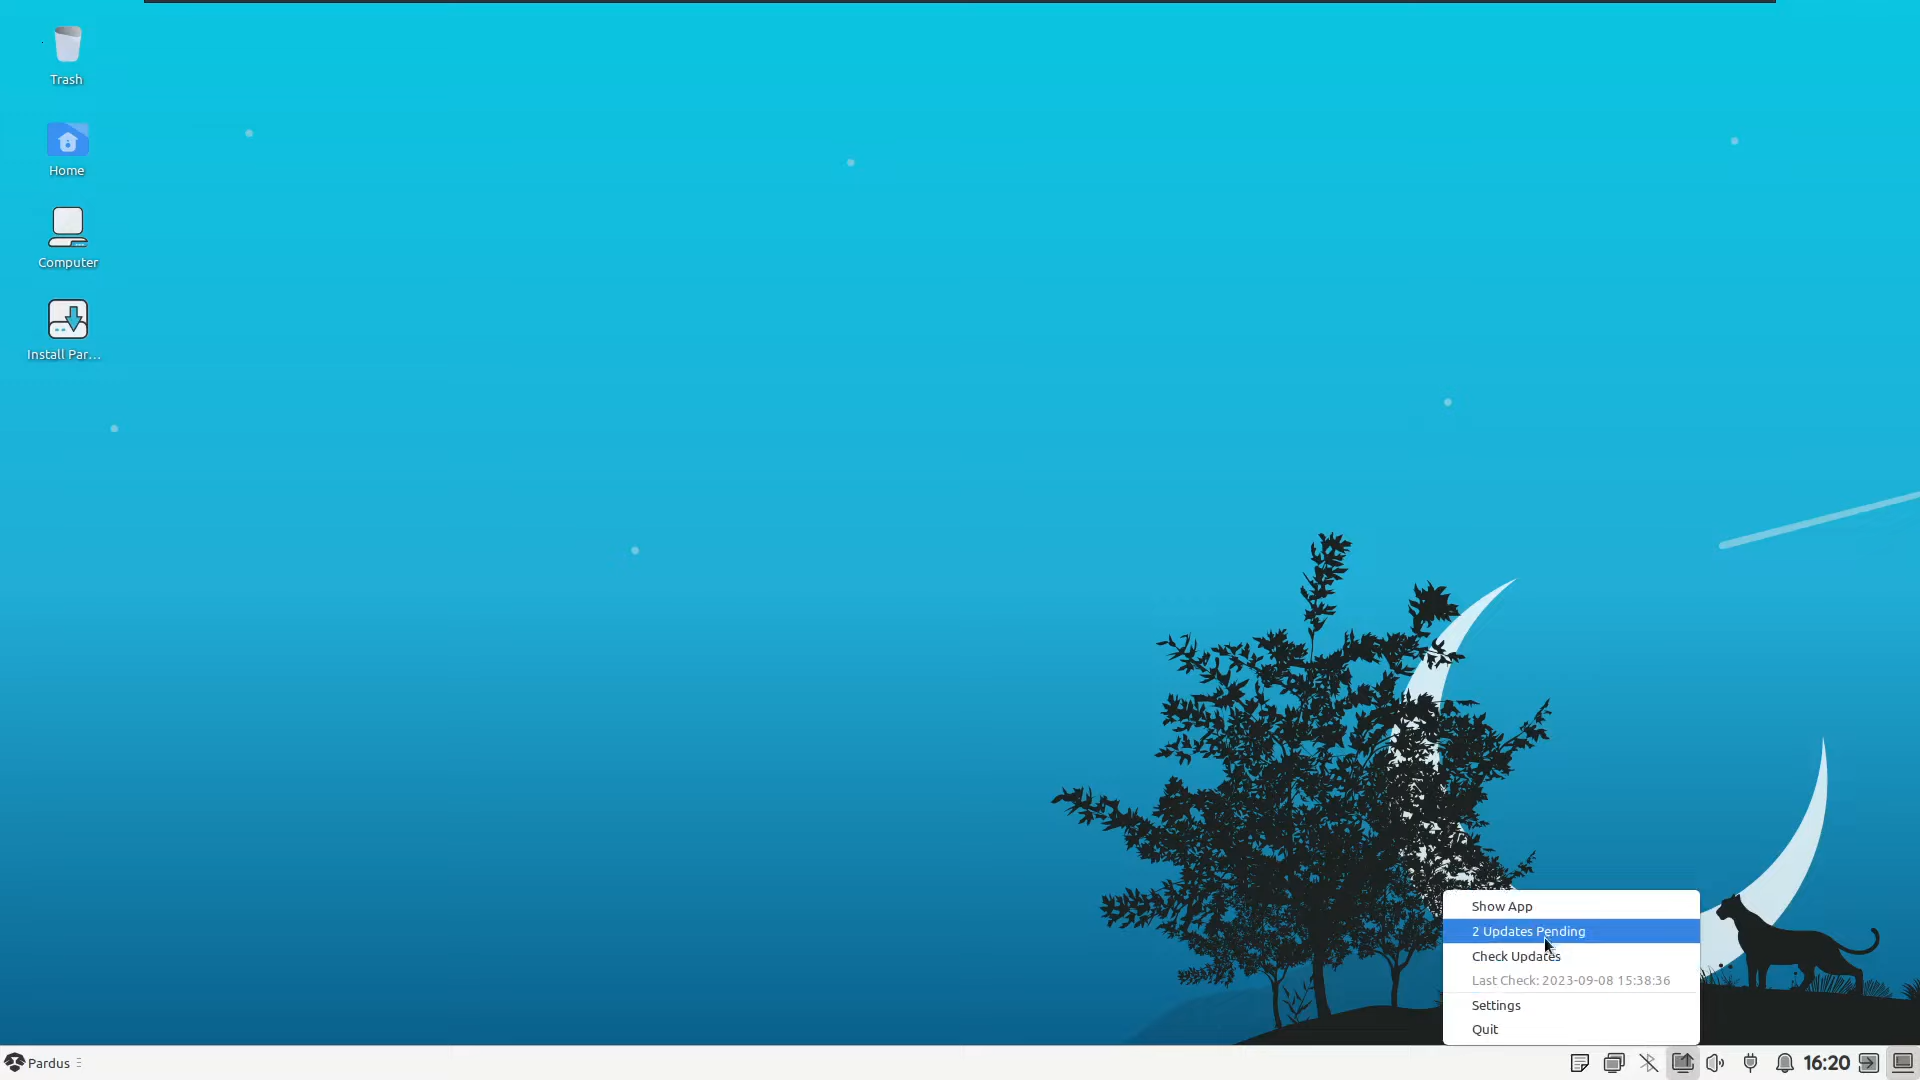 Trash
Home
Computer
Install Par...
Show App
2 Updates Pending
Check Updates
Last Check: 2023-09-08 15:38:36
Settings
Quit
Pardus
16:20